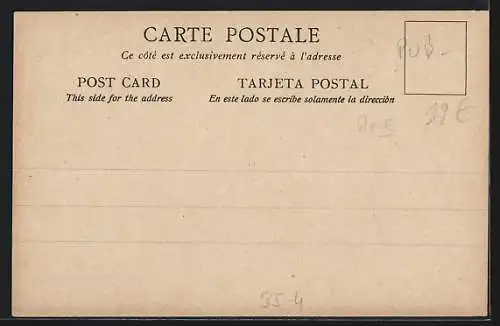 CARTE POSTALE
Ce côté est exclusivement réservé à l'adresse
POST CARD
This side for the address
TARJETA POSTAL
En este lado se escribe solamente la dirección
PUB-
35-4